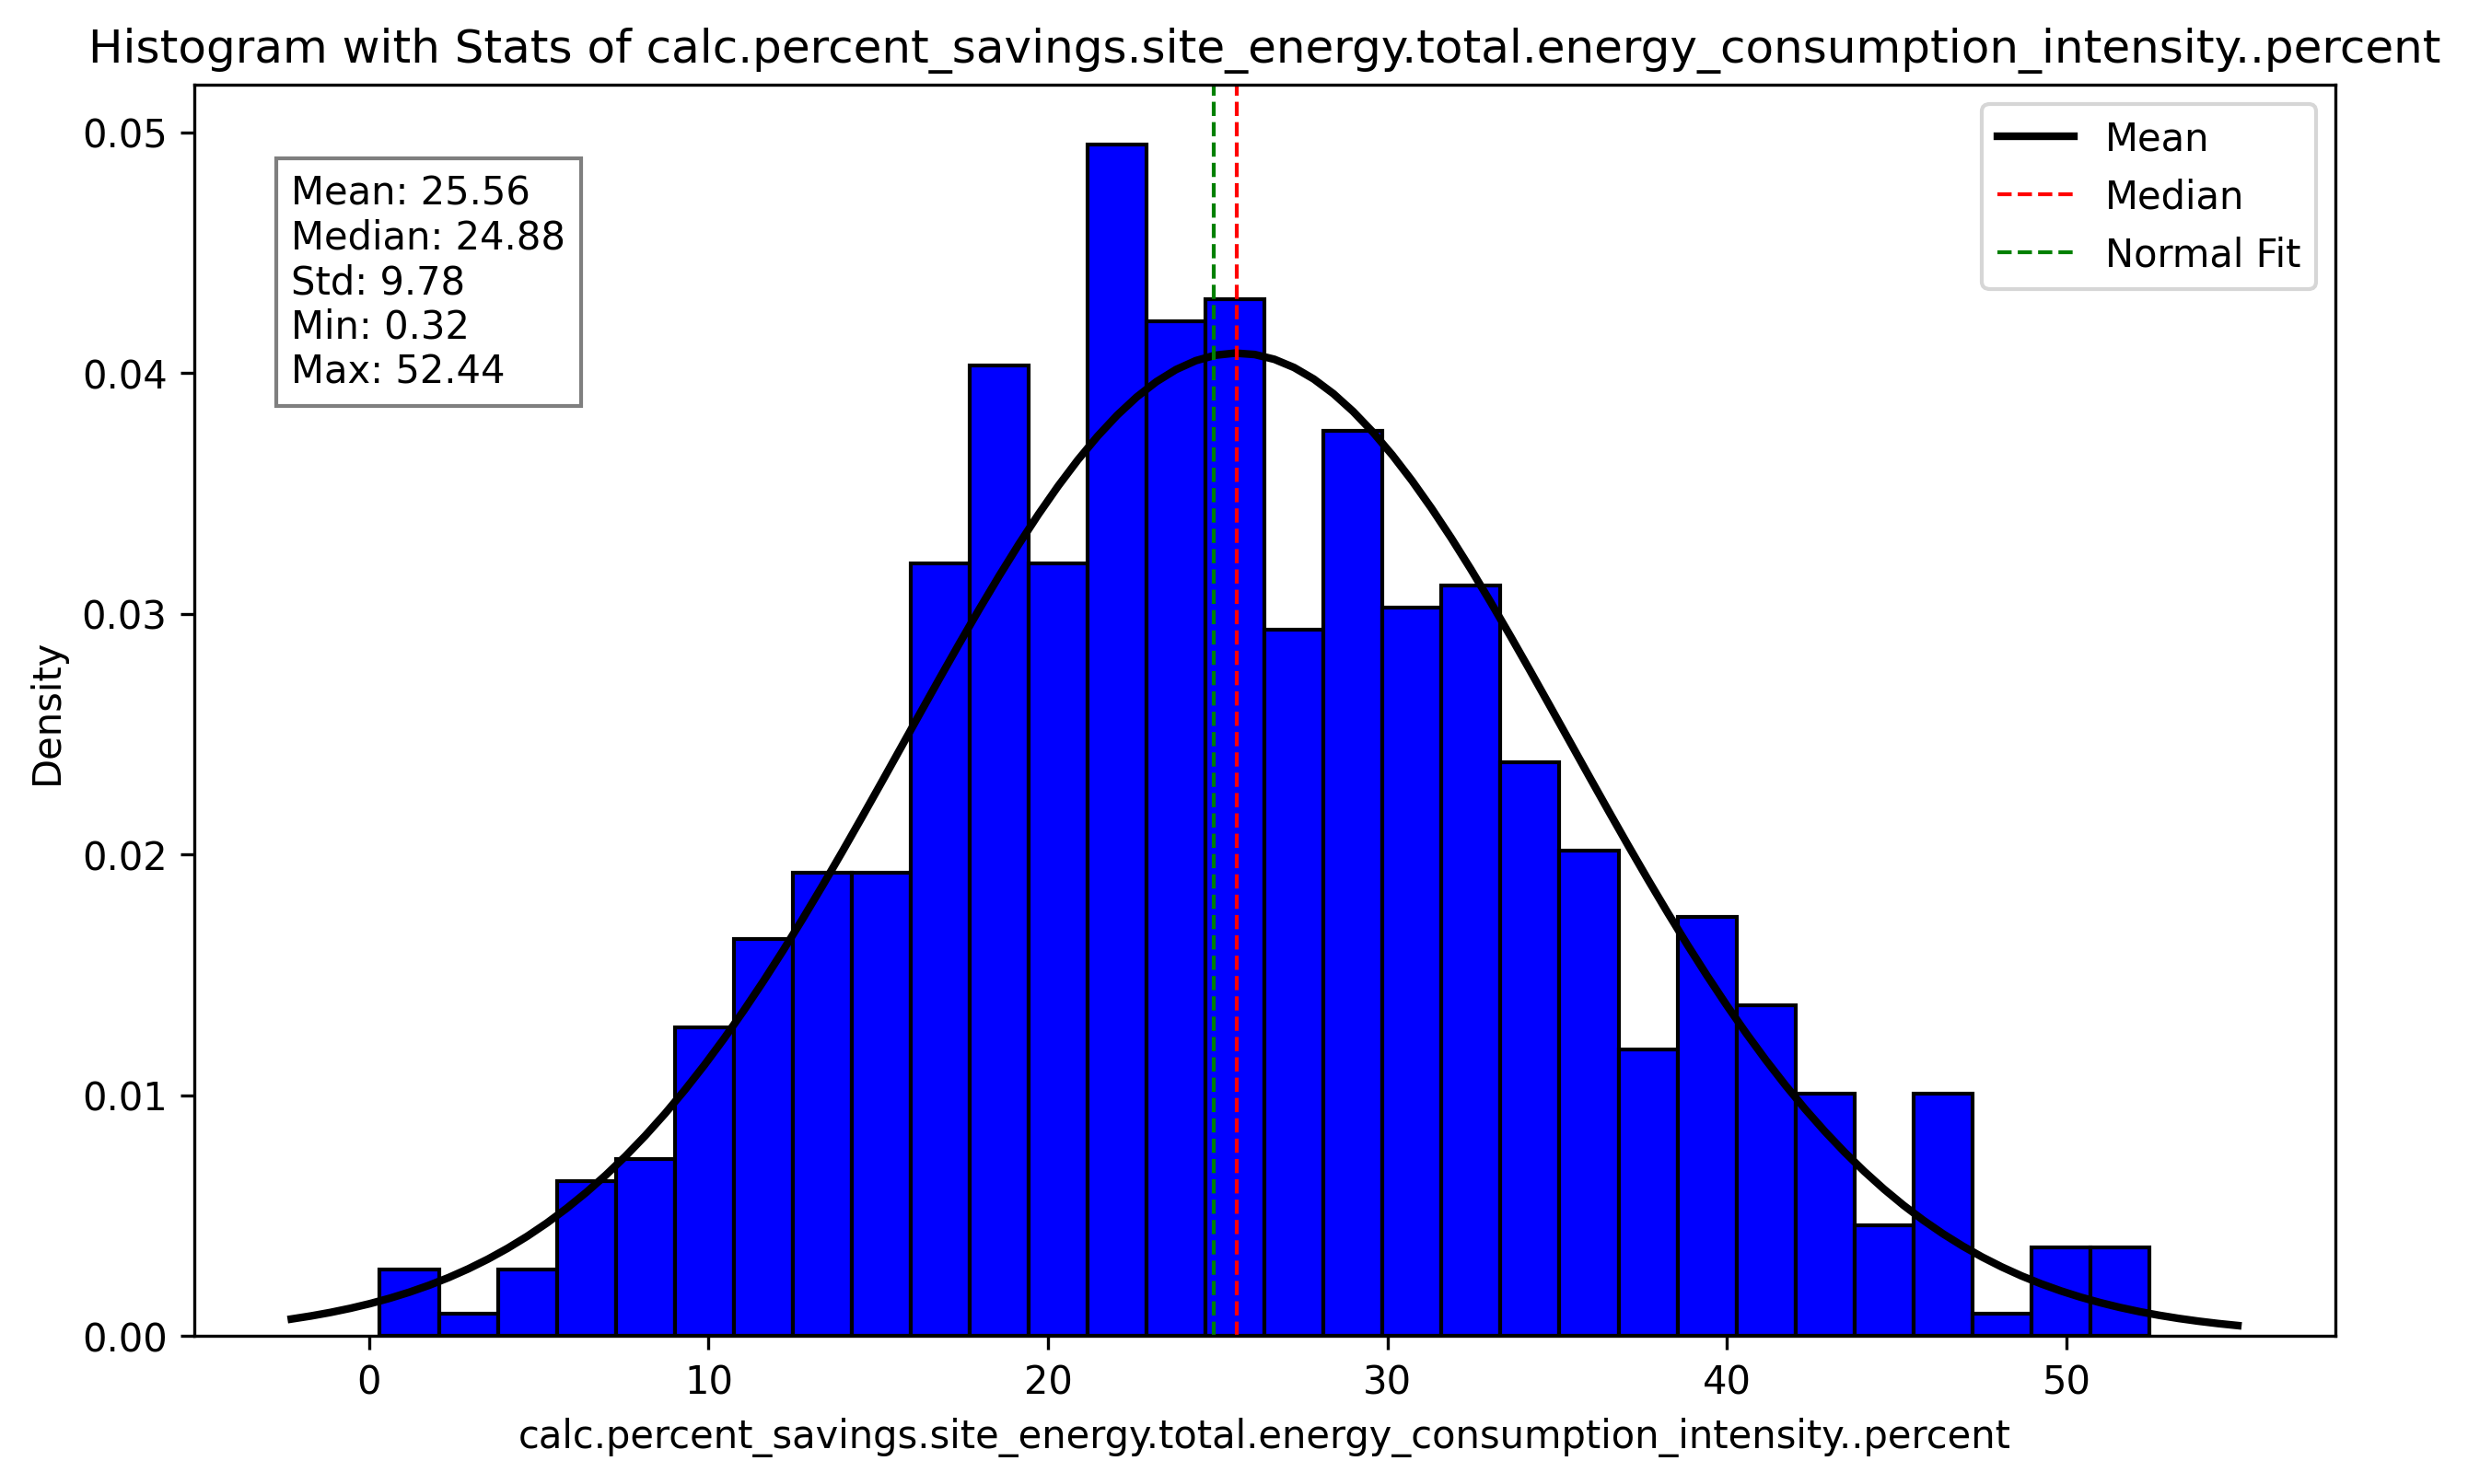 Histogram with Stats of calc.percent_savings.site_energy.total.energy_consumption_intensity..percent
Mean: 25.56
Median: 24.88
Std: 9.78
Min: 0.32
Max: 52.44
Mean
Median
Normal Fit
Density
0.05
0.04
0.03
0.02
0.01
0.00
0 10 20 30 40 50
calc.percent_savings.site_energy.total.energy_consumption_intensity..percent